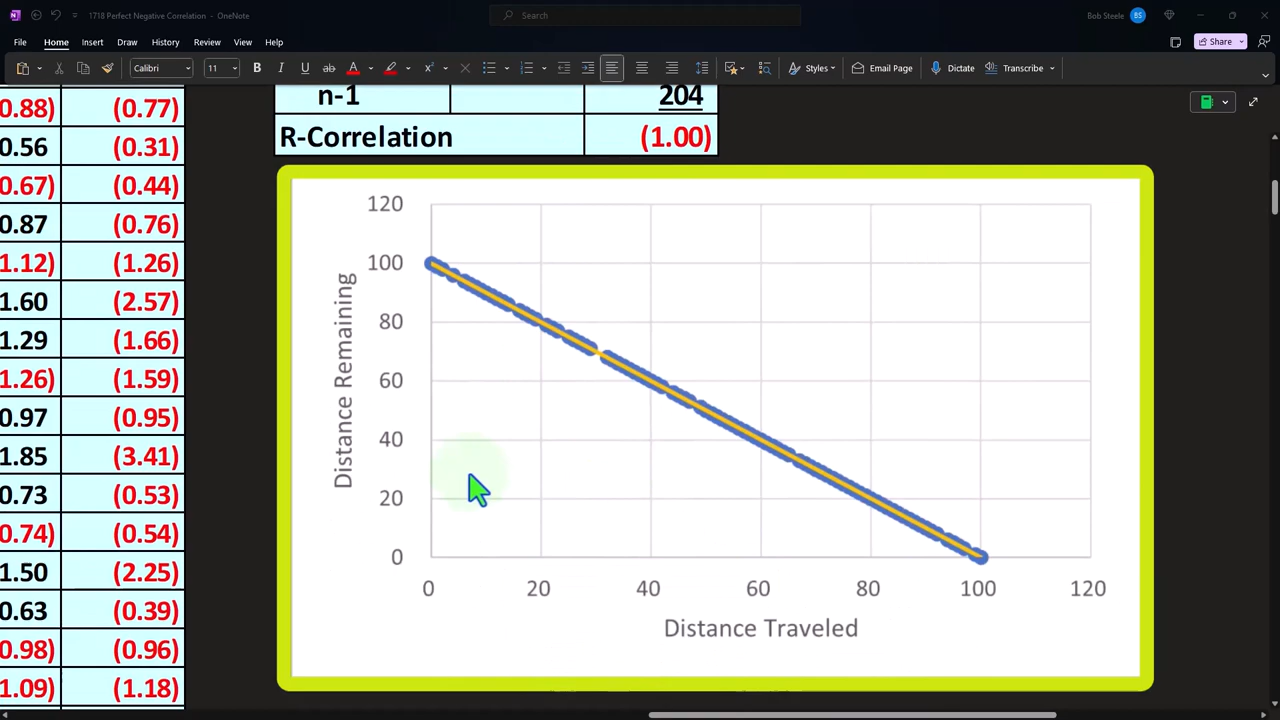 1718 Perfect Negative Correlation - OneNote
Search
Bob Steele
BS
File Home Insert Draw History Review View Help
Share
Calibri 11 B I U ab A x Styles Email Page Dictate Transcribe
0.88) (0.77)
0.56 (0.31)
0.67) (0.44)
0.87 (0.76)
1.12) (1.26)
1.60 (2.57)
1.29 (1.66)
1.26) (1.59)
0.97 (0.95)
1.85 (3.41)
0.73 (0.53)
0.74) (0.54)
1.50 (2.25)
0.63 (0.39)
0.98) (0.96)
1.09) (1.18)
n-1 204
R-Correlation (1.00)
120
100
80
60
40
20
0
Distance Remaining
0 20 40 60 80 100 120
Distance Traveled